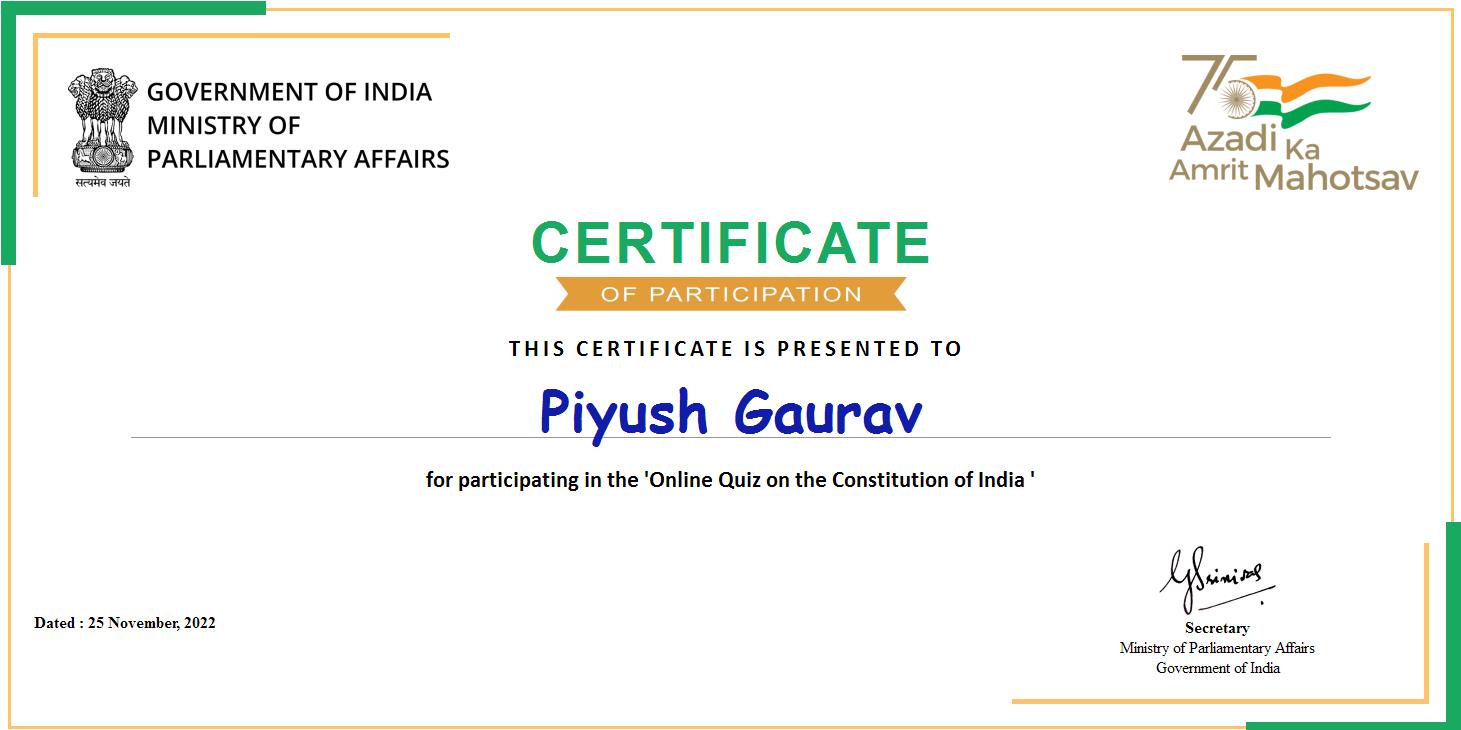 GOVERNMENT OF INDIA
MINISTRY OF
PARLIAMENTARY AFFAIRS
सत्यमेव जयते
75
Azadi Ka
Amrit Mahotsav
CERTIFICATE
OF PARTICIPATION
THIS CERTIFICATE IS PRESENTED TO
Piyush Gaurav
for participating in the 'Online Quiz on the Constitution of India '
Dated : 25 November, 2022
Secretary
Ministry of Parliamentary Affairs
Government of India